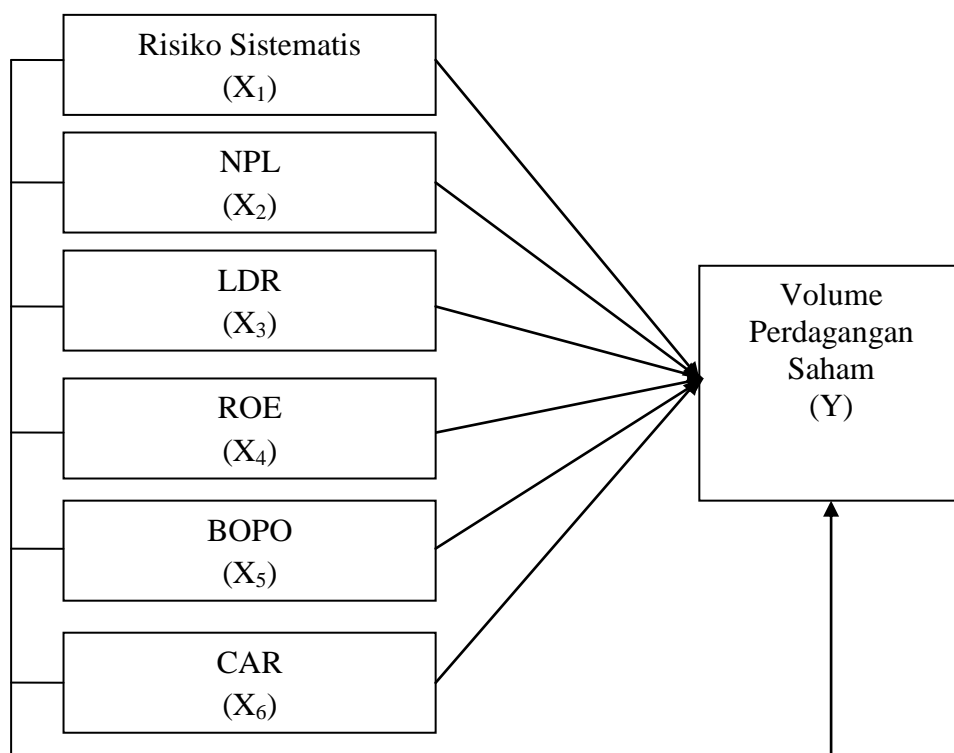 Risiko Sistematis
(X₁)
NPL
(X₂)
LDR
(X₃)
ROE
(X₄)
BOPO
(X₅)
CAR
(X₆)
Volume
Perdagangan
Saham
(Y)